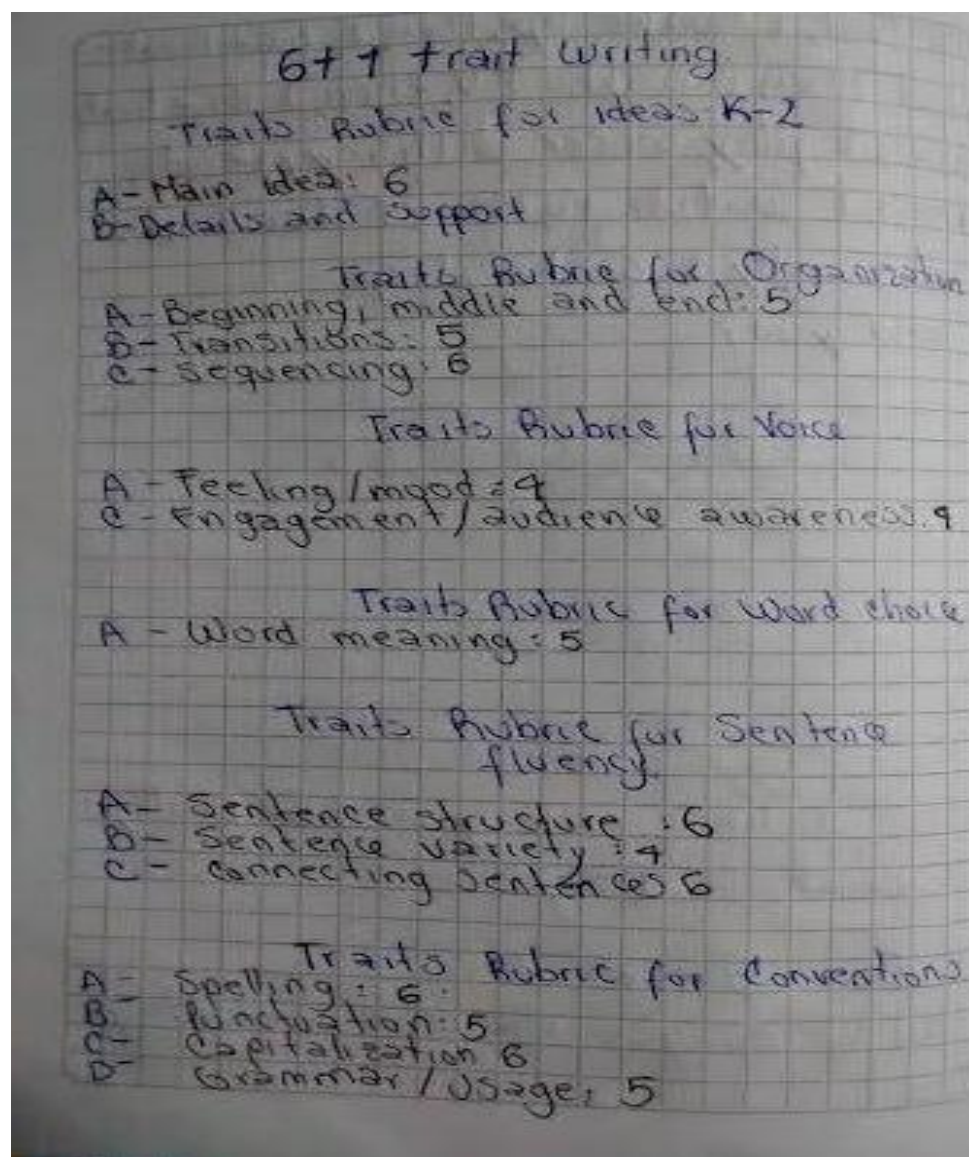 6+1 trait writing
Traits Rubric for ideas K-2
A- Main idea: 6
B- Details and support
Traits Rubric for Organization
A- Beginning, middle and end: 5
B- Transitions: 5
C- Sequencing: 6
Traits Rubric for Voice
A- Feeling/mood: 4
C- Engagement/audience awareness: 4
Traits Rubric for Word choice
A - Word meaning: 5
Traits Rubric for Sentence
fluency.
A- Sentence structure: 6
B- Sentence variety: 4
C- Connecting sentences 6
Traits Rubric for Conventions
A- Spelling: 6
B- Punctuation: 5
C- Capitalization 6
D- Grammar/Usage: 5